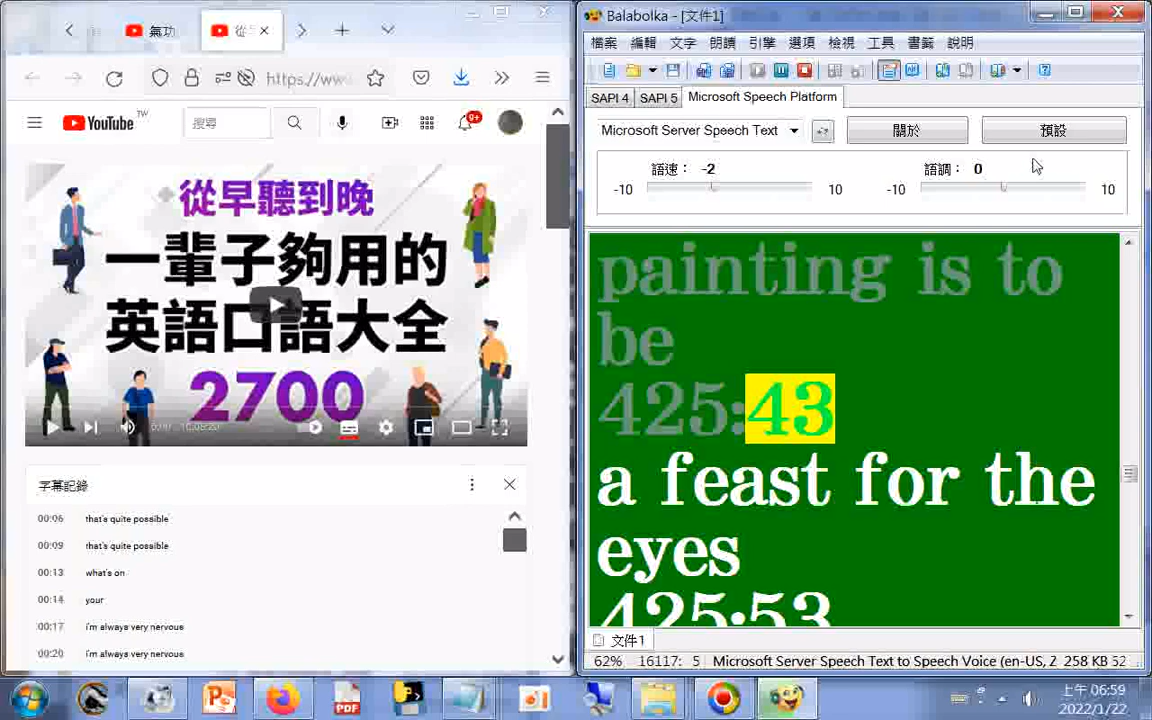 氣功
https://www
YouTube TW
搜尋
9+
從早聽到晚
一輩子夠用的
英語口語大全
2700
字幕記錄
00:06 that's quite possible
00:09 that's quite possible
00:13 what's on
00:14 your
00:17 i'm always very nervous
00:20 i'm always very nervous
Balabolka - [文件1]
檔案 編輯 文字 朗讀 引擎 選項 檢視 工具 書籤 說明
SAPI 4 SAPI 5 Microsoft Speech Platform
Microsoft Server Speech Text 關於 預設
語速： -2 語調： 0
-10 10 -10 10
painting is to
be
425:43
a feast for the
eyes
425:53
文件1
62% 16117: 5 Microsoft Server Speech Text to Speech Voice (en-US, Z 258 KB 52
PDF
上午 06:59
2022/1/22